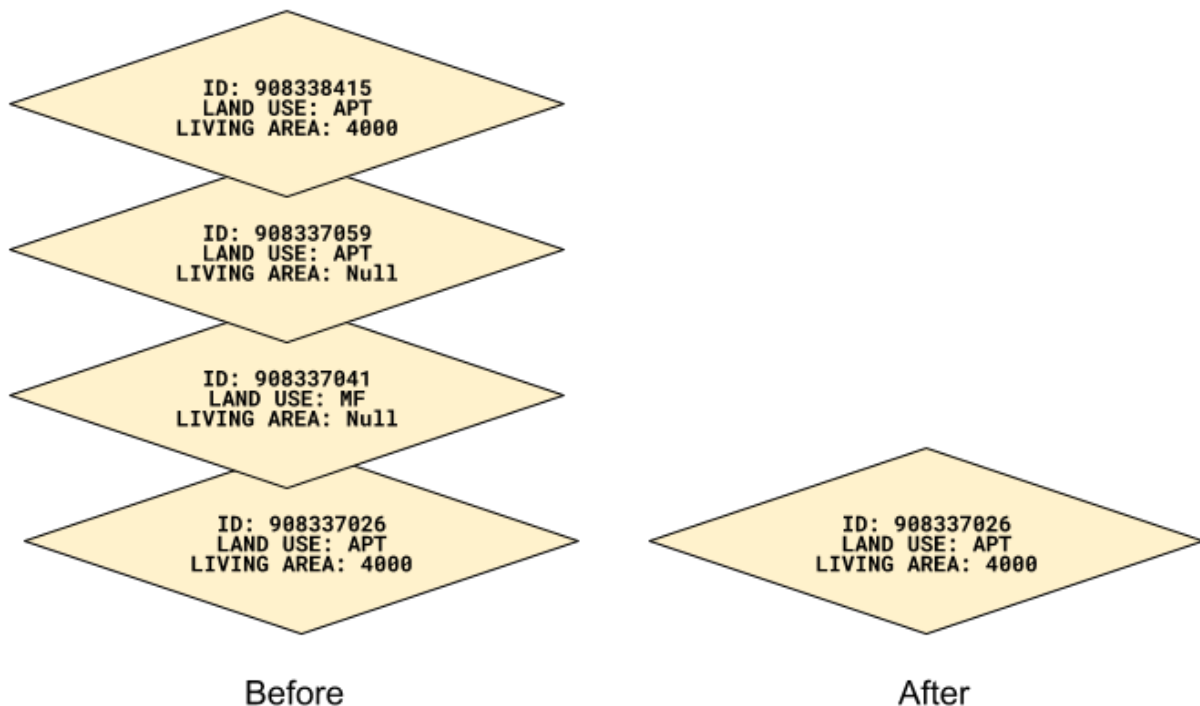 ID: 908338415
LAND USE: APT
LIVING AREA: 4000
ID: 908337059
LAND USE: APT
LIVING AREA: Null
ID: 908337041
LAND USE: MF
LIVING AREA: Null
ID: 908337026
LAND USE: APT
LIVING AREA: 4000
ID: 908337026
LAND USE: APT
LIVING AREA: 4000
Before
After